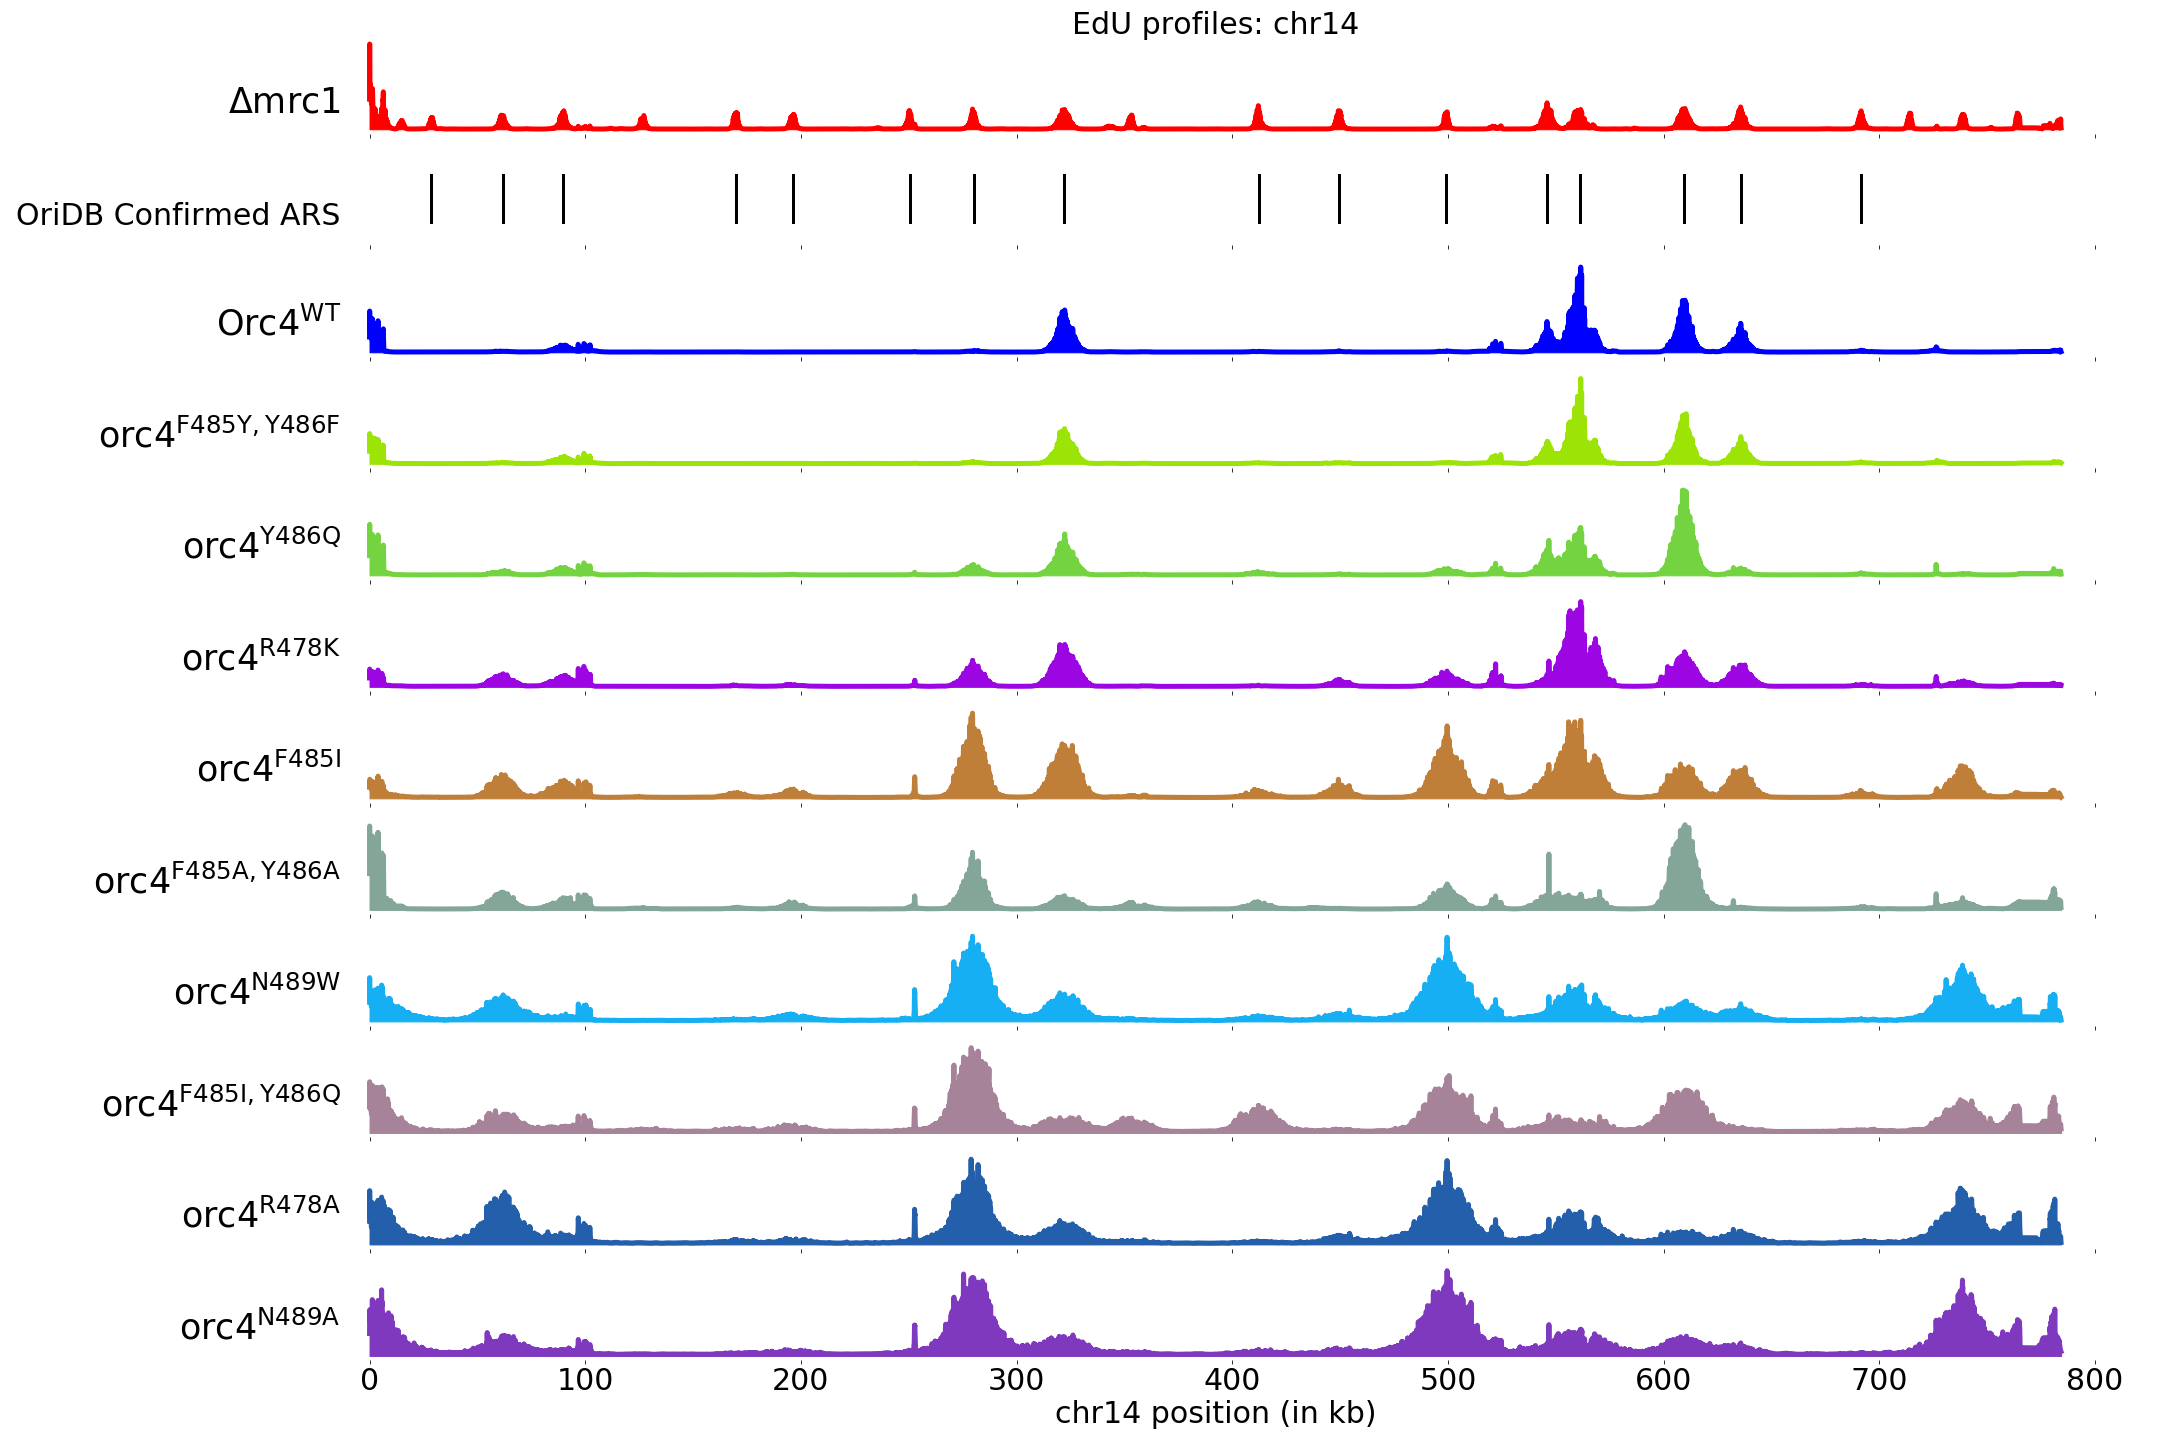 EdU profiles: chr14
Δmrc1
OriDB Confirmed ARS
Orc4WT
orc4F485Y, Y486F
orc4Y486Q
orc4R478K
orc4F485I
orc4F485A, Y486A
orc4N489W
orc4F485I, Y486Q
orc4R478A
orc4N489A
0 100 200 300 400 500 600 700 800
chr14 position (in kb)